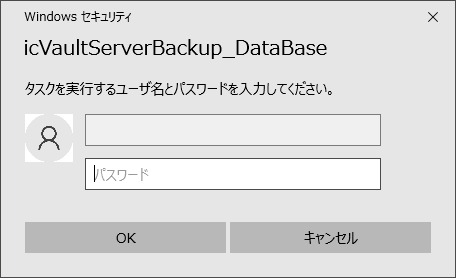 Windows セキュリティ
icVaultServerBackup_DataBase
タスクを実行するユーザ名とパスワードを入力してください。
パスワード
OK キャンセル